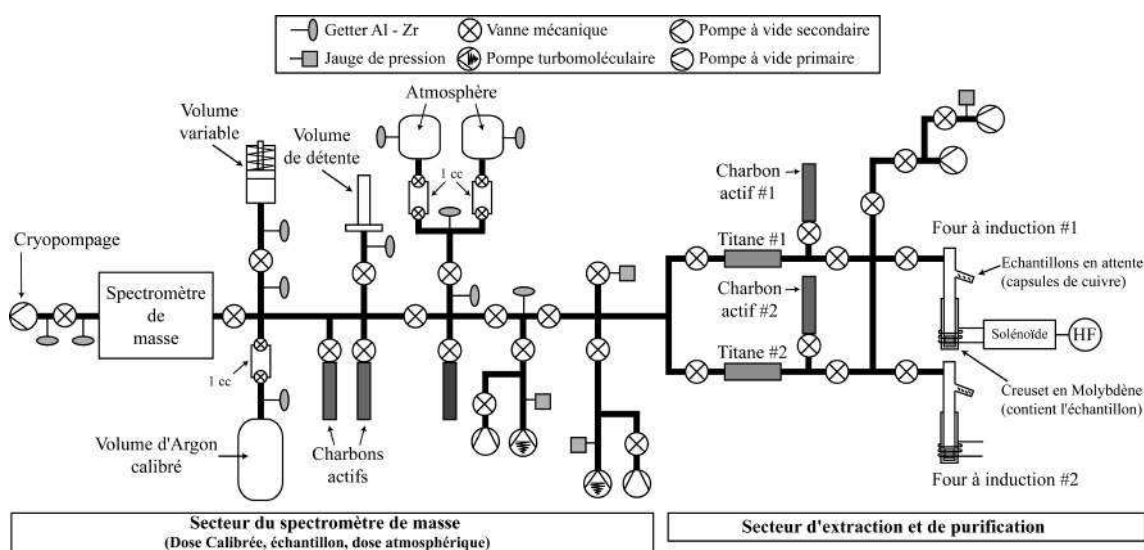 Getter Al - Zr
Vanne mécanique
Pompe à vide secondaire
Jauge de pression
Pompe turbomoléculaire
Pompe à vide primaire
Volume
variable
Volume
de détente
Atmosphère
1 cc
Charbon
actif #1
Four à induction #1
Cryopompage
Titane #1
Echantillons en attente
(capsules de cuivre)
Spectromètre
de
masse
Charbon
actif #2
Solénoïde
HF
1 cc
Titane #2
Creuset en Molybdène
(contient l'échantillon)
Volume d'Argon
calibré
Charbons
actifs
Four à induction #2
Secteur du spectromètre de masse
(Dose Calibrée, échantillon, dose atmosphérique)
Secteur d'extraction et de purification